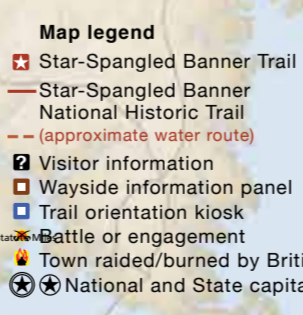 Map legend
Star-Spangled Banner Trail
Star-Spangled Banner
National Historic Trail
(approximate water route)
? Visitor information
Wayside information panel
Trail orientation kiosk
Battle or engagement
Town raided/burned by Briti
National and State capita